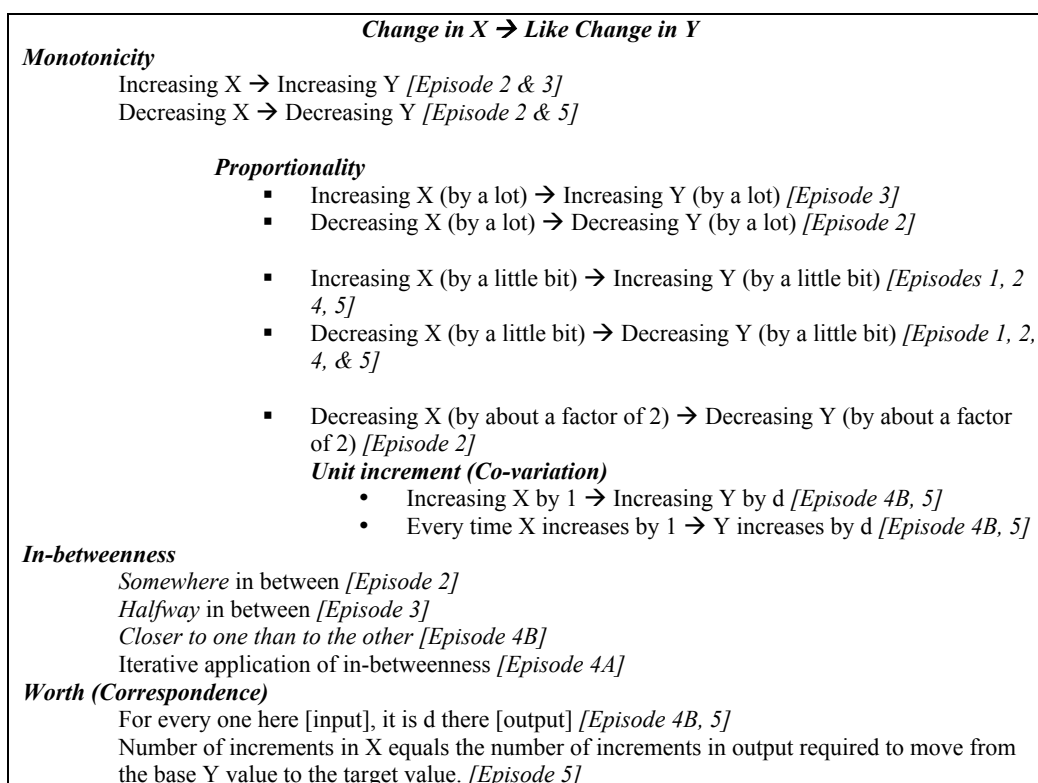 Change in X → Like Change in Y
Monotonicity
Increasing X → Increasing Y [Episode 2 & 3]
Decreasing X → Decreasing Y [Episode 2 & 5]
Proportionality
▪ Increasing X (by a lot) → Increasing Y (by a lot) [Episode 3]
▪ Decreasing X (by a lot) → Decreasing Y (by a lot) [Episode 2]
▪ Increasing X (by a little bit) → Increasing Y (by a little bit) [Episodes 1, 2
4, 5]
▪ Decreasing X (by a little bit) → Decreasing Y (by a little bit) [Episode 1, 2,
4, & 5]
▪ Decreasing X (by about a factor of 2) → Decreasing Y (by about a factor
of 2) [Episode 2]
Unit increment (Co-variation)
• Increasing X by 1 → Increasing Y by d [Episode 4B, 5]
• Every time X increases by 1 → Y increases by d [Episode 4B, 5]
In-betweenness
Somewhere in between [Episode 2]
Halfway in between [Episode 3]
Closer to one than to the other [Episode 4B]
Iterative application of in-betweenness [Episode 4A]
Worth (Correspondence)
For every one here [input], it is d there [output] [Episode 4B, 5]
Number of increments in X equals the number of increments in output required to move from
the base Y value to the target value. [Episode 5]